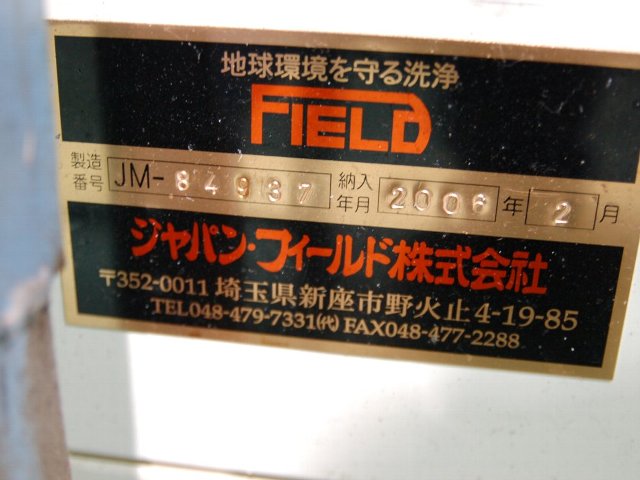 地球環境を守る洗浄
FIELD
製造番号 JM-84937 納入年月 2006 年 2 月
ジャパン・フィールド株式会社
〒352-0011 埼玉県新座市野火止4-19-85
TEL048-479-7331㈹ FAX048-477-2288